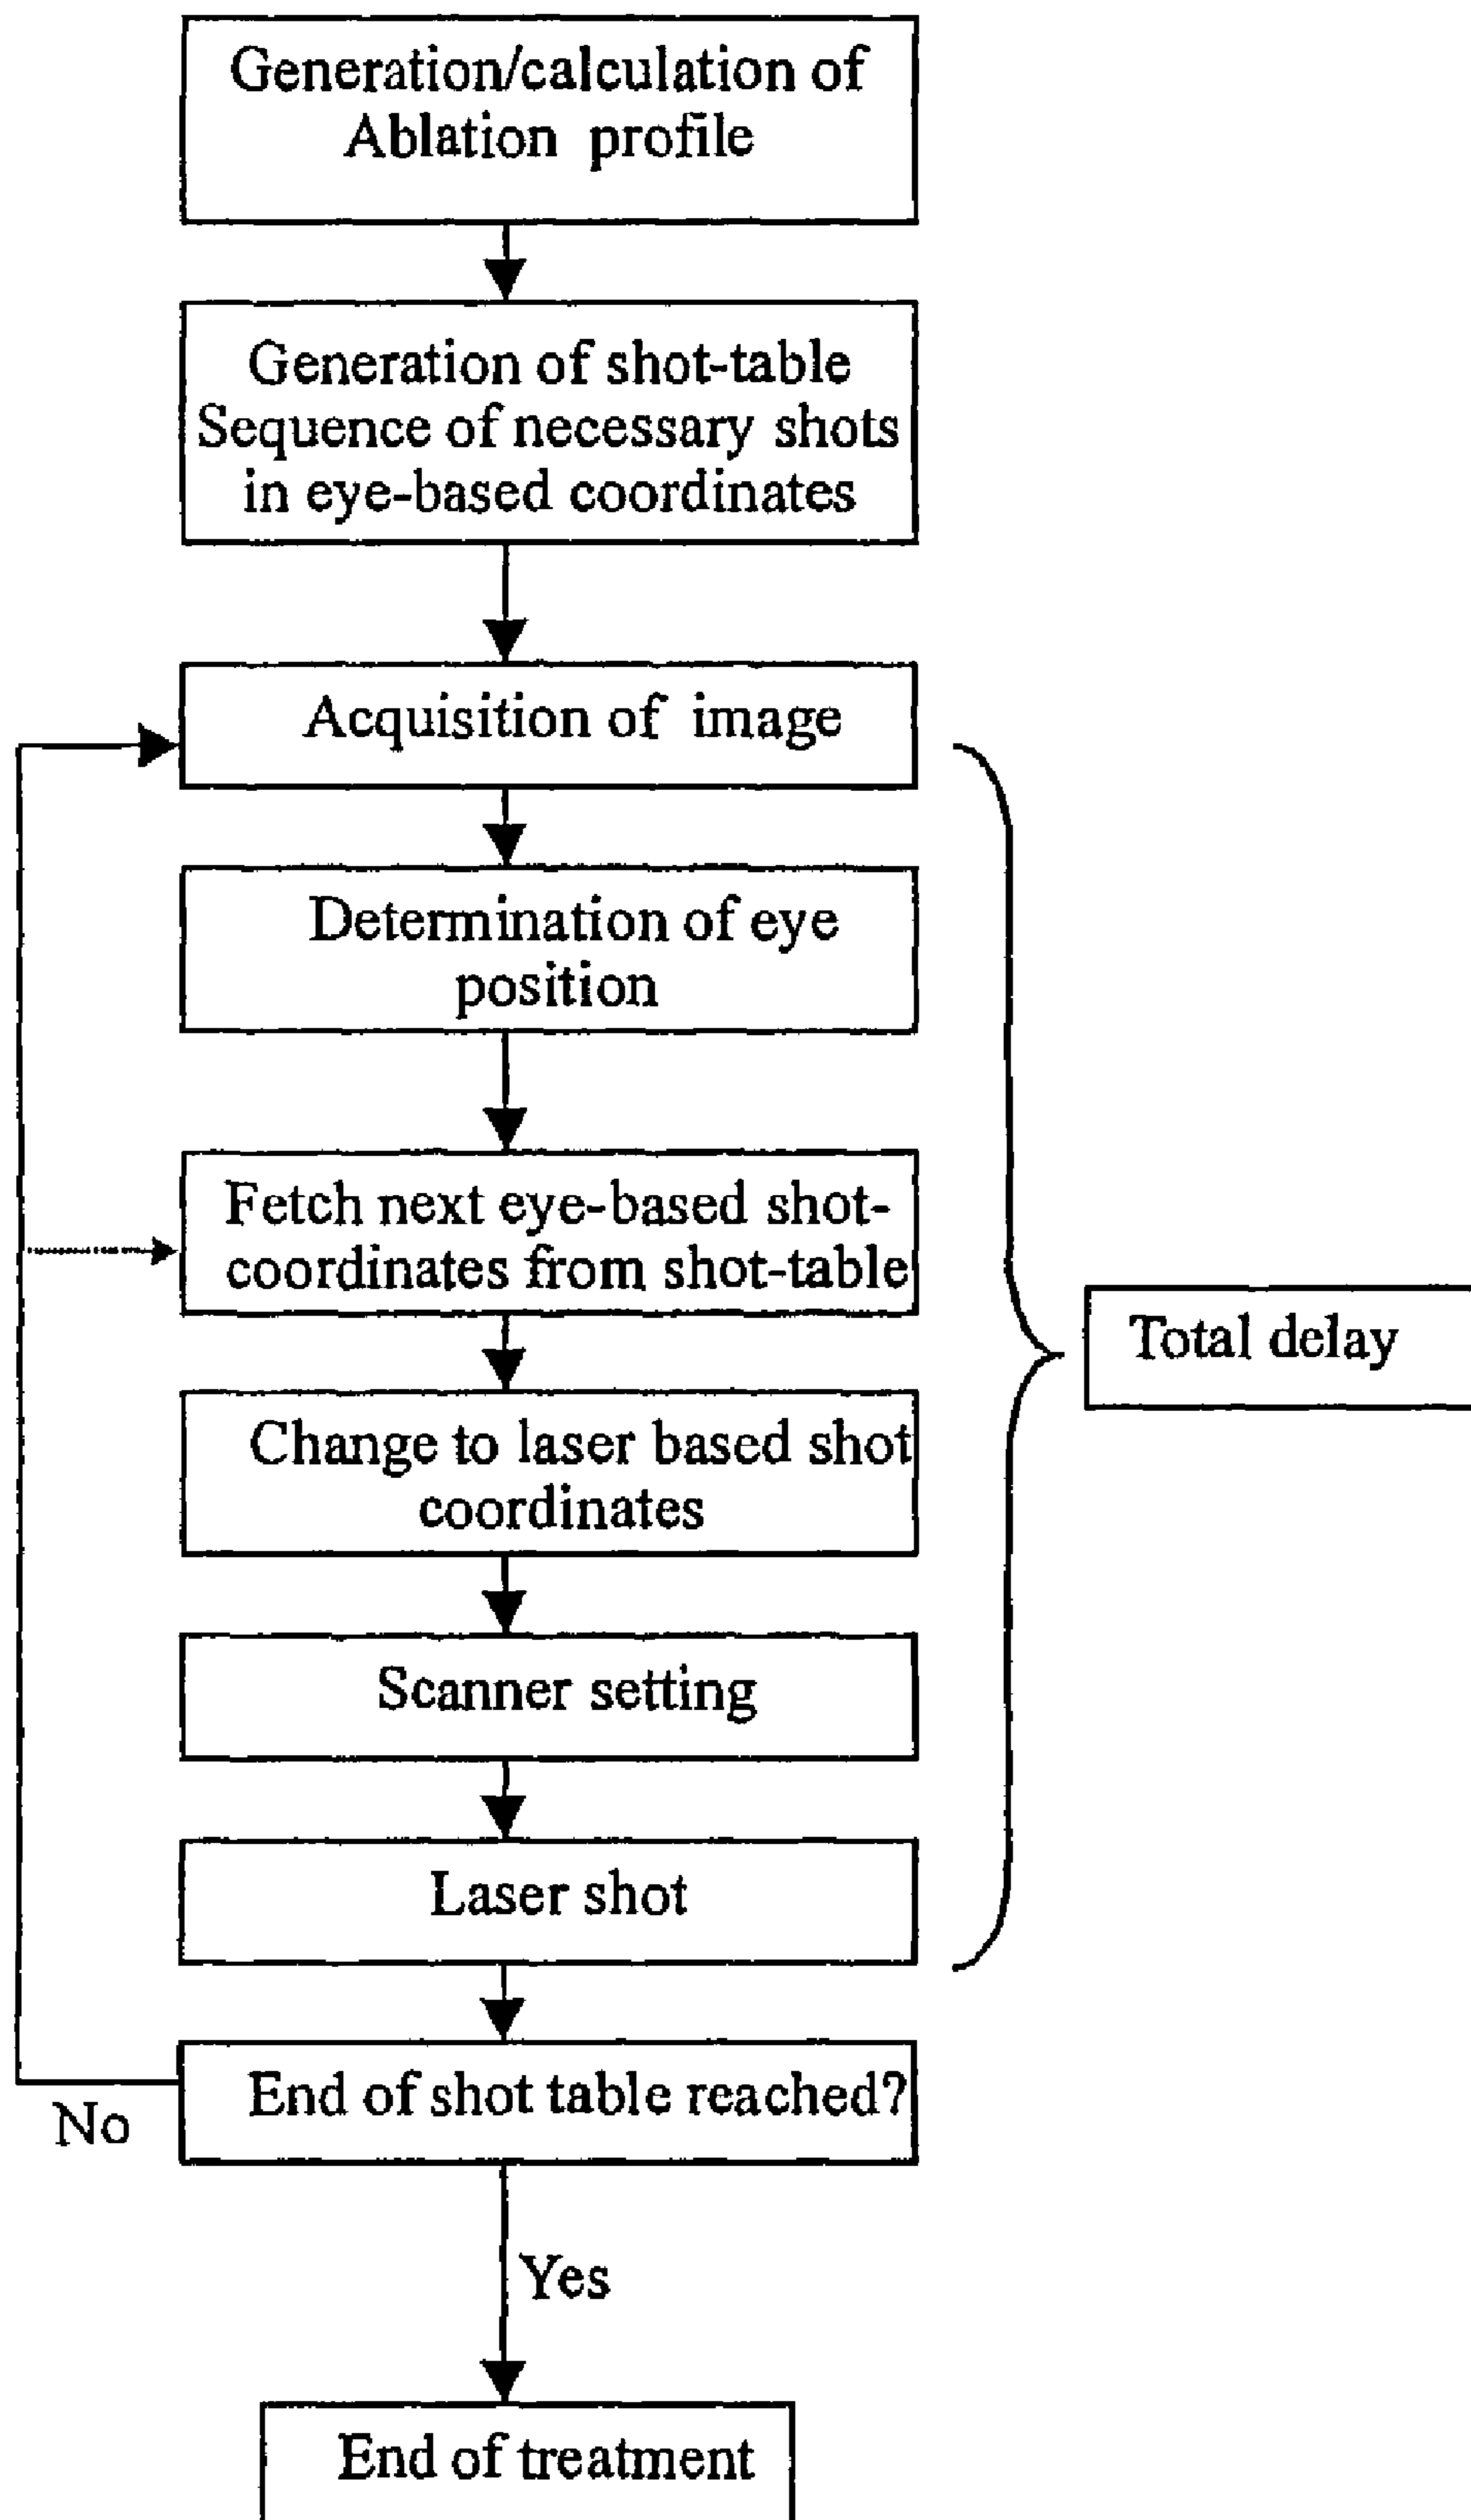 Generation/calculation of
Ablation profile
Generation of shot-table
Sequence of necessary shots
in eye-based coordinates
Acquisition of image
Determination of eye
position
Fetch next eye-based shot-
coordinates from shot-table
Total delay
Change to laser based shot
coordinates
Scanner setting
Laser shot
End of shot table reached?
No
Yes
End of treatment